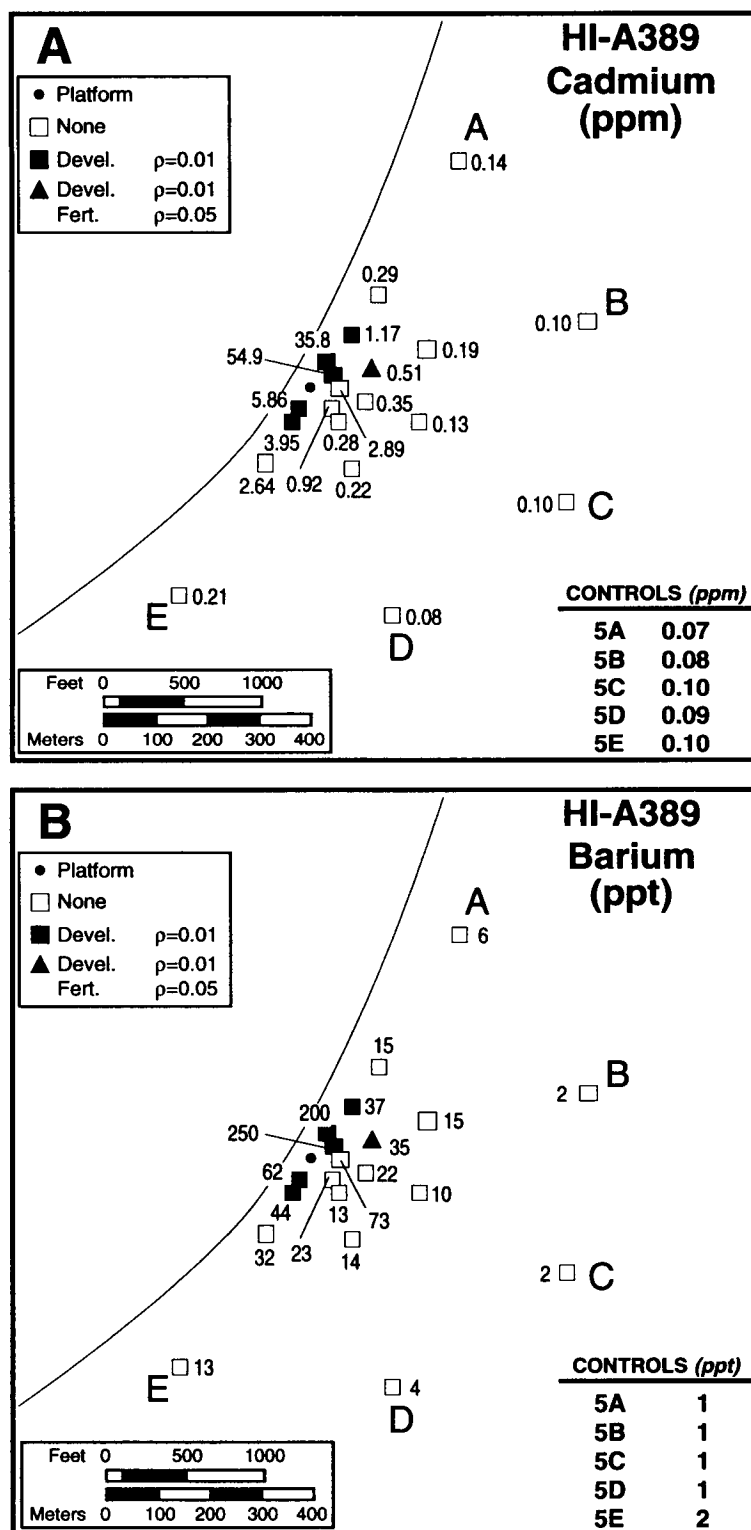 A
HI-A389
Cadmium
(ppm)
Platform
None
Devel. ρ=0.01
Devel. ρ=0.01
Fert. ρ=0.05
A
0.14
0.29
B
0.10
35.8
1.17
0.19
54.9
0.51
5.86
0.35
0.13
3.95
0.28
2.89
2.64
0.92
0.22
0.10
C
E
0.21
0.08
D
CONTROLS (ppm)
5A 0.07
5B 0.08
5C 0.10
5D 0.09
5E 0.10
Feet 0 500 1000
Meters 0 100 200 300 400
B
HI-A389
Barium
(ppt)
Platform
None
Devel. ρ=0.01
Devel. ρ=0.01
Fert. ρ=0.05
A
6
15
B
2
200
37
15
250
35
62
22
10
44
13
73
32
23
14
2
C
E
13
4
D
CONTROLS (ppt)
5A 1
5B 1
5C 1
5D 1
5E 2
Feet 0 500 1000
Meters 0 100 200 300 400